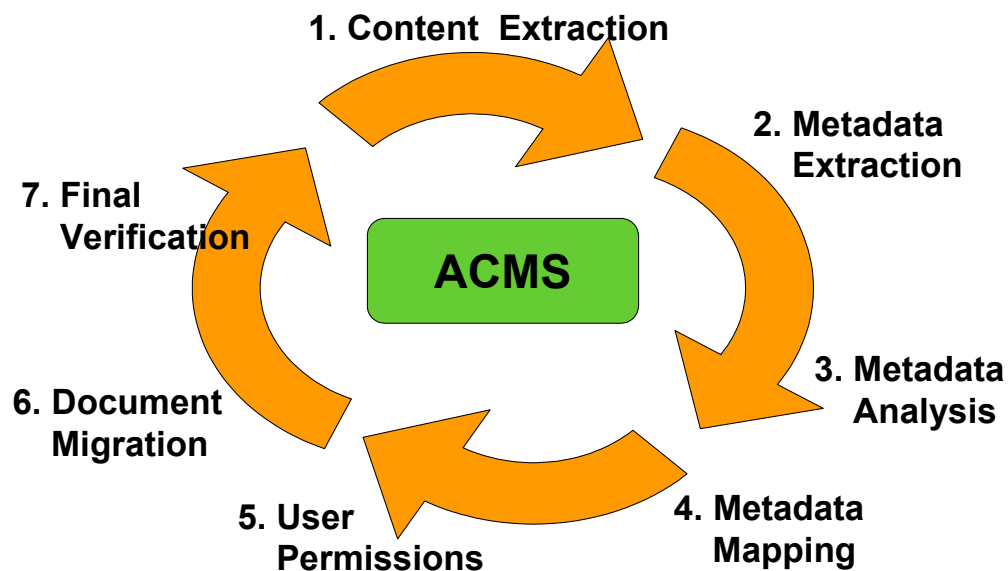 1. Content Extraction
2. Metadata
Extraction
3. Metadata
Analysis
4. Metadata
Mapping
5. User
Permissions
6. Document
Migration
7. Final
Verification
ACMS